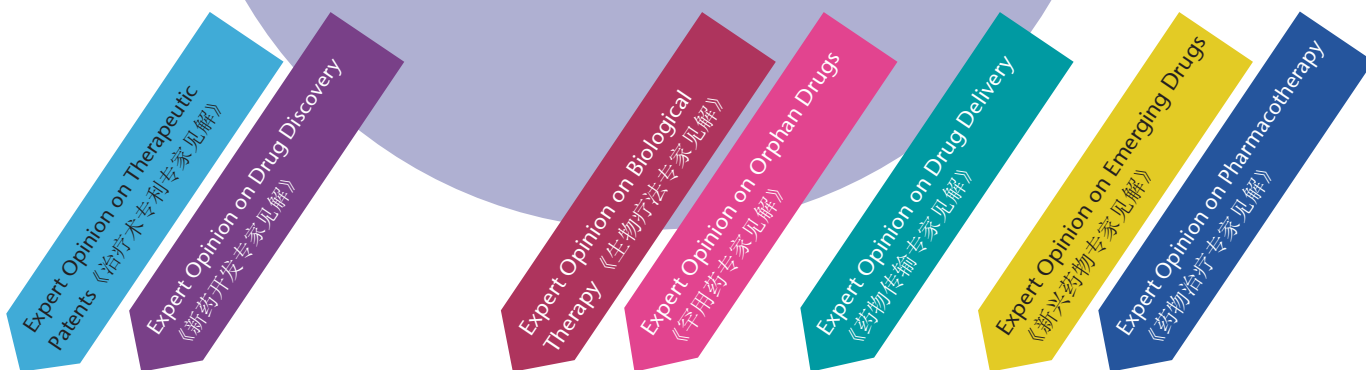 Expert Opinion on Therapeutic
Patents《治疗术专利专家见解》
Expert Opinion on Drug Discovery
《新药开发专家见解》
Expert Opinion on Biological
Therapy 《生物疗法专家见解》
Expert Opinion on Orphan Drugs
《罕用药专家见解》
Expert Opinion on Drug Delivery
《药物传输专家见解》
Expert Opinion on Emerging Drugs
《新兴药物专家见解》
Expert Opinion on Pharmacotherapy
《药物治疗专家见解》